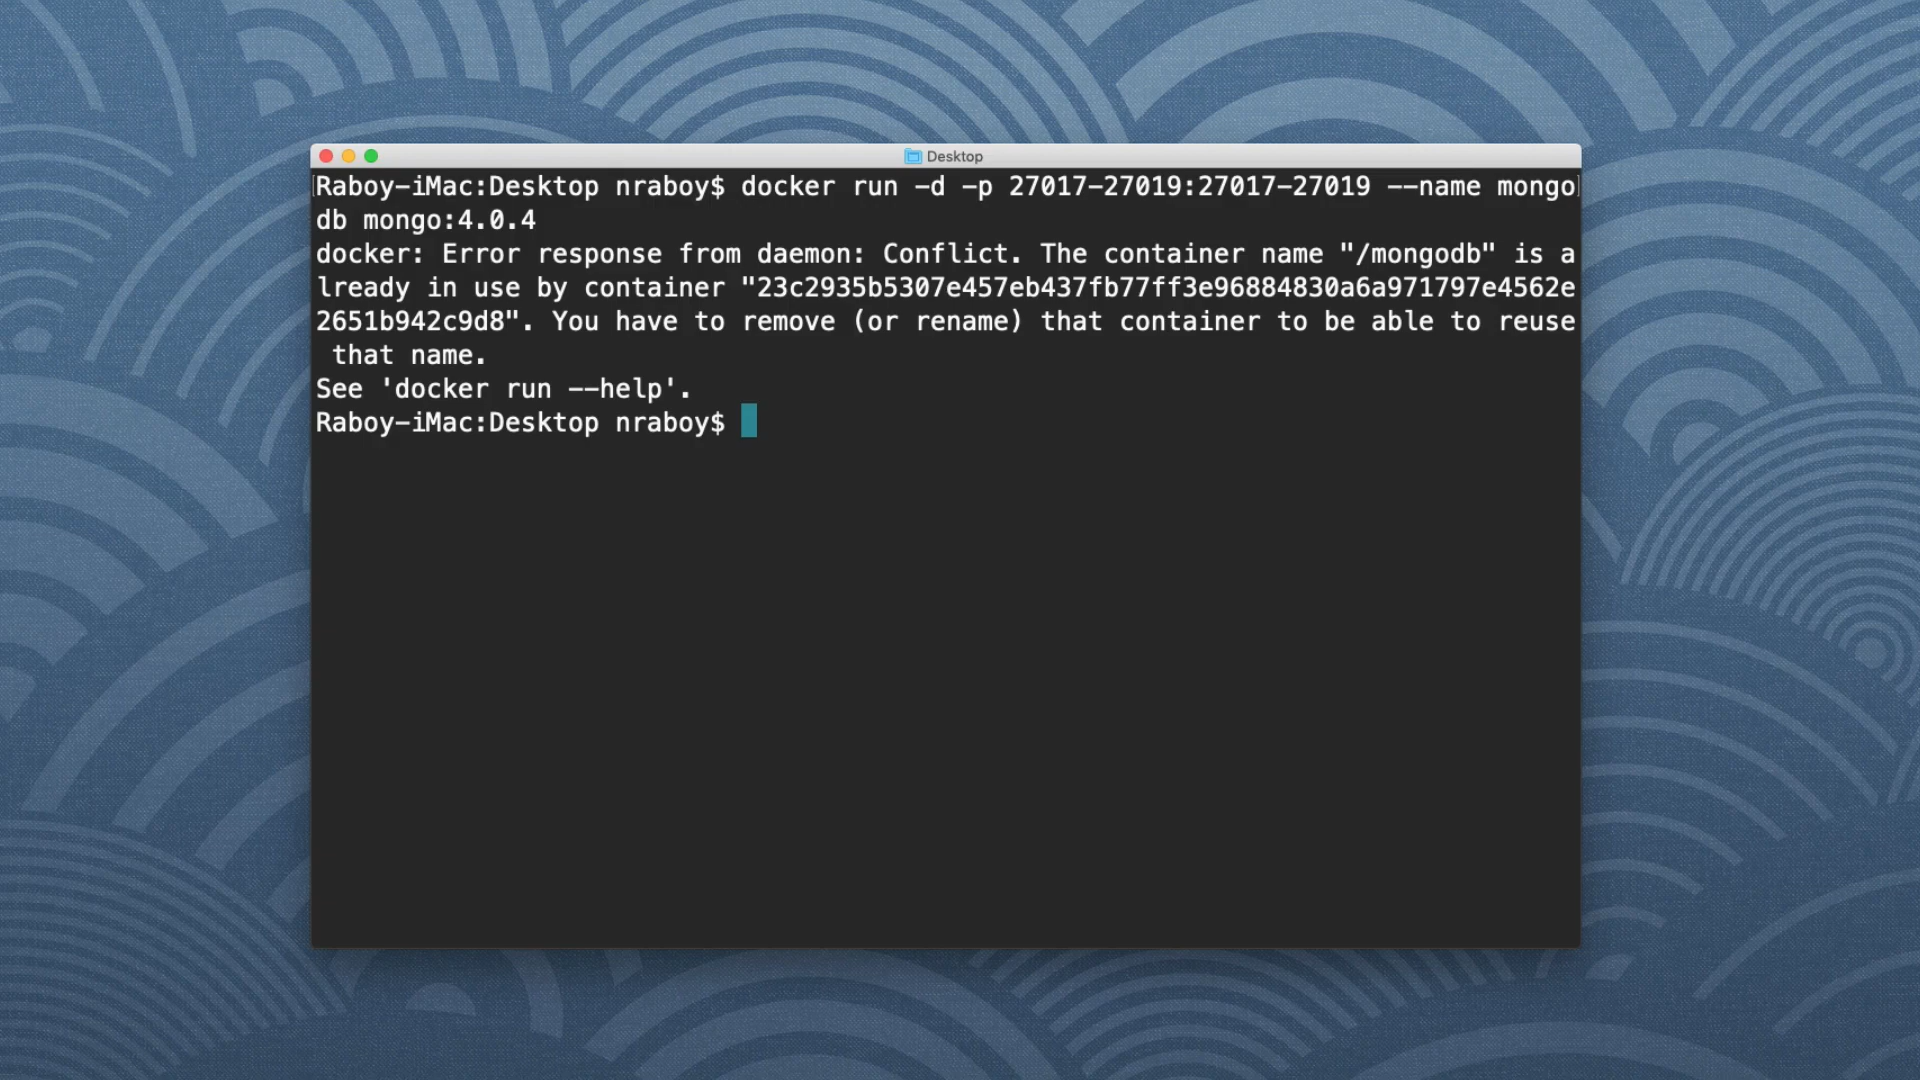 Desktop
Raboy-iMac:Desktop nraboy$ docker run -d -p 27017-27019:27017-27019 --name mongo
db mongo:4.0.4
docker: Error response from daemon: Conflict. The container name "/mongodb" is a
lready in use by container "23c2935b5307e457eb437fb77ff3e96884830a6a971797e4562e
2651b942c9d8". You have to remove (or rename) that container to be able to reuse
that name.
See 'docker run --help'.
Raboy-iMac:Desktop nraboy$